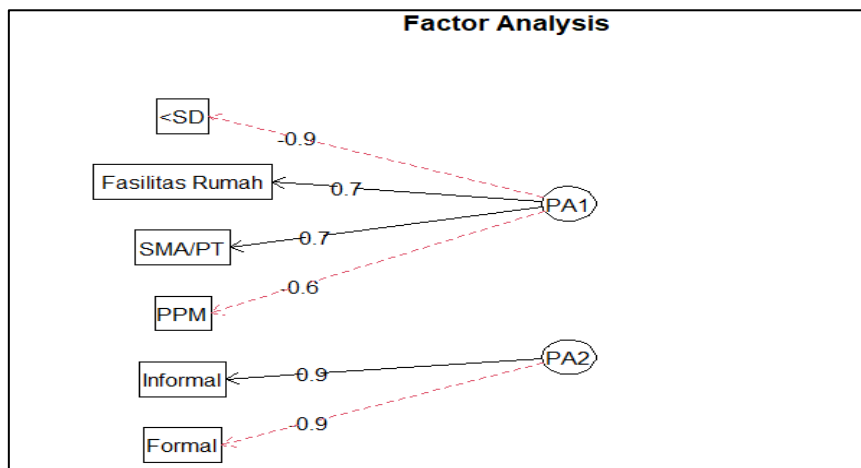 Factor Analysis
<SD
-0.9
Fasilitas Rumah
0.7
PA1
SMA/PT
0.7
PPM
-0.6
Informal
0.9
PA2
Formal
-0.9